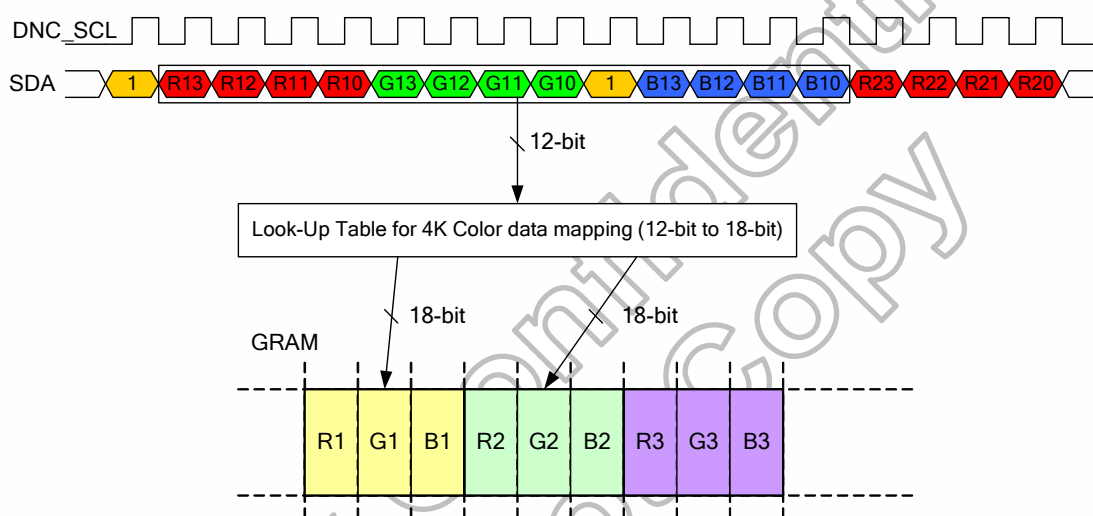 DNC_SCL
SDA 1 R13 R12 R11 R10 G13 G12 G11 G10 1 B13 B12 B11 B10 R23 R22 R21 R20
12-bit
Look-Up Table for 4K Color data mapping (12-bit to 18-bit)
18-bit 18-bit
GRAM
R1 G1 B1 R2 G2 B2 R3 G3 B3
Confidenti
Copy